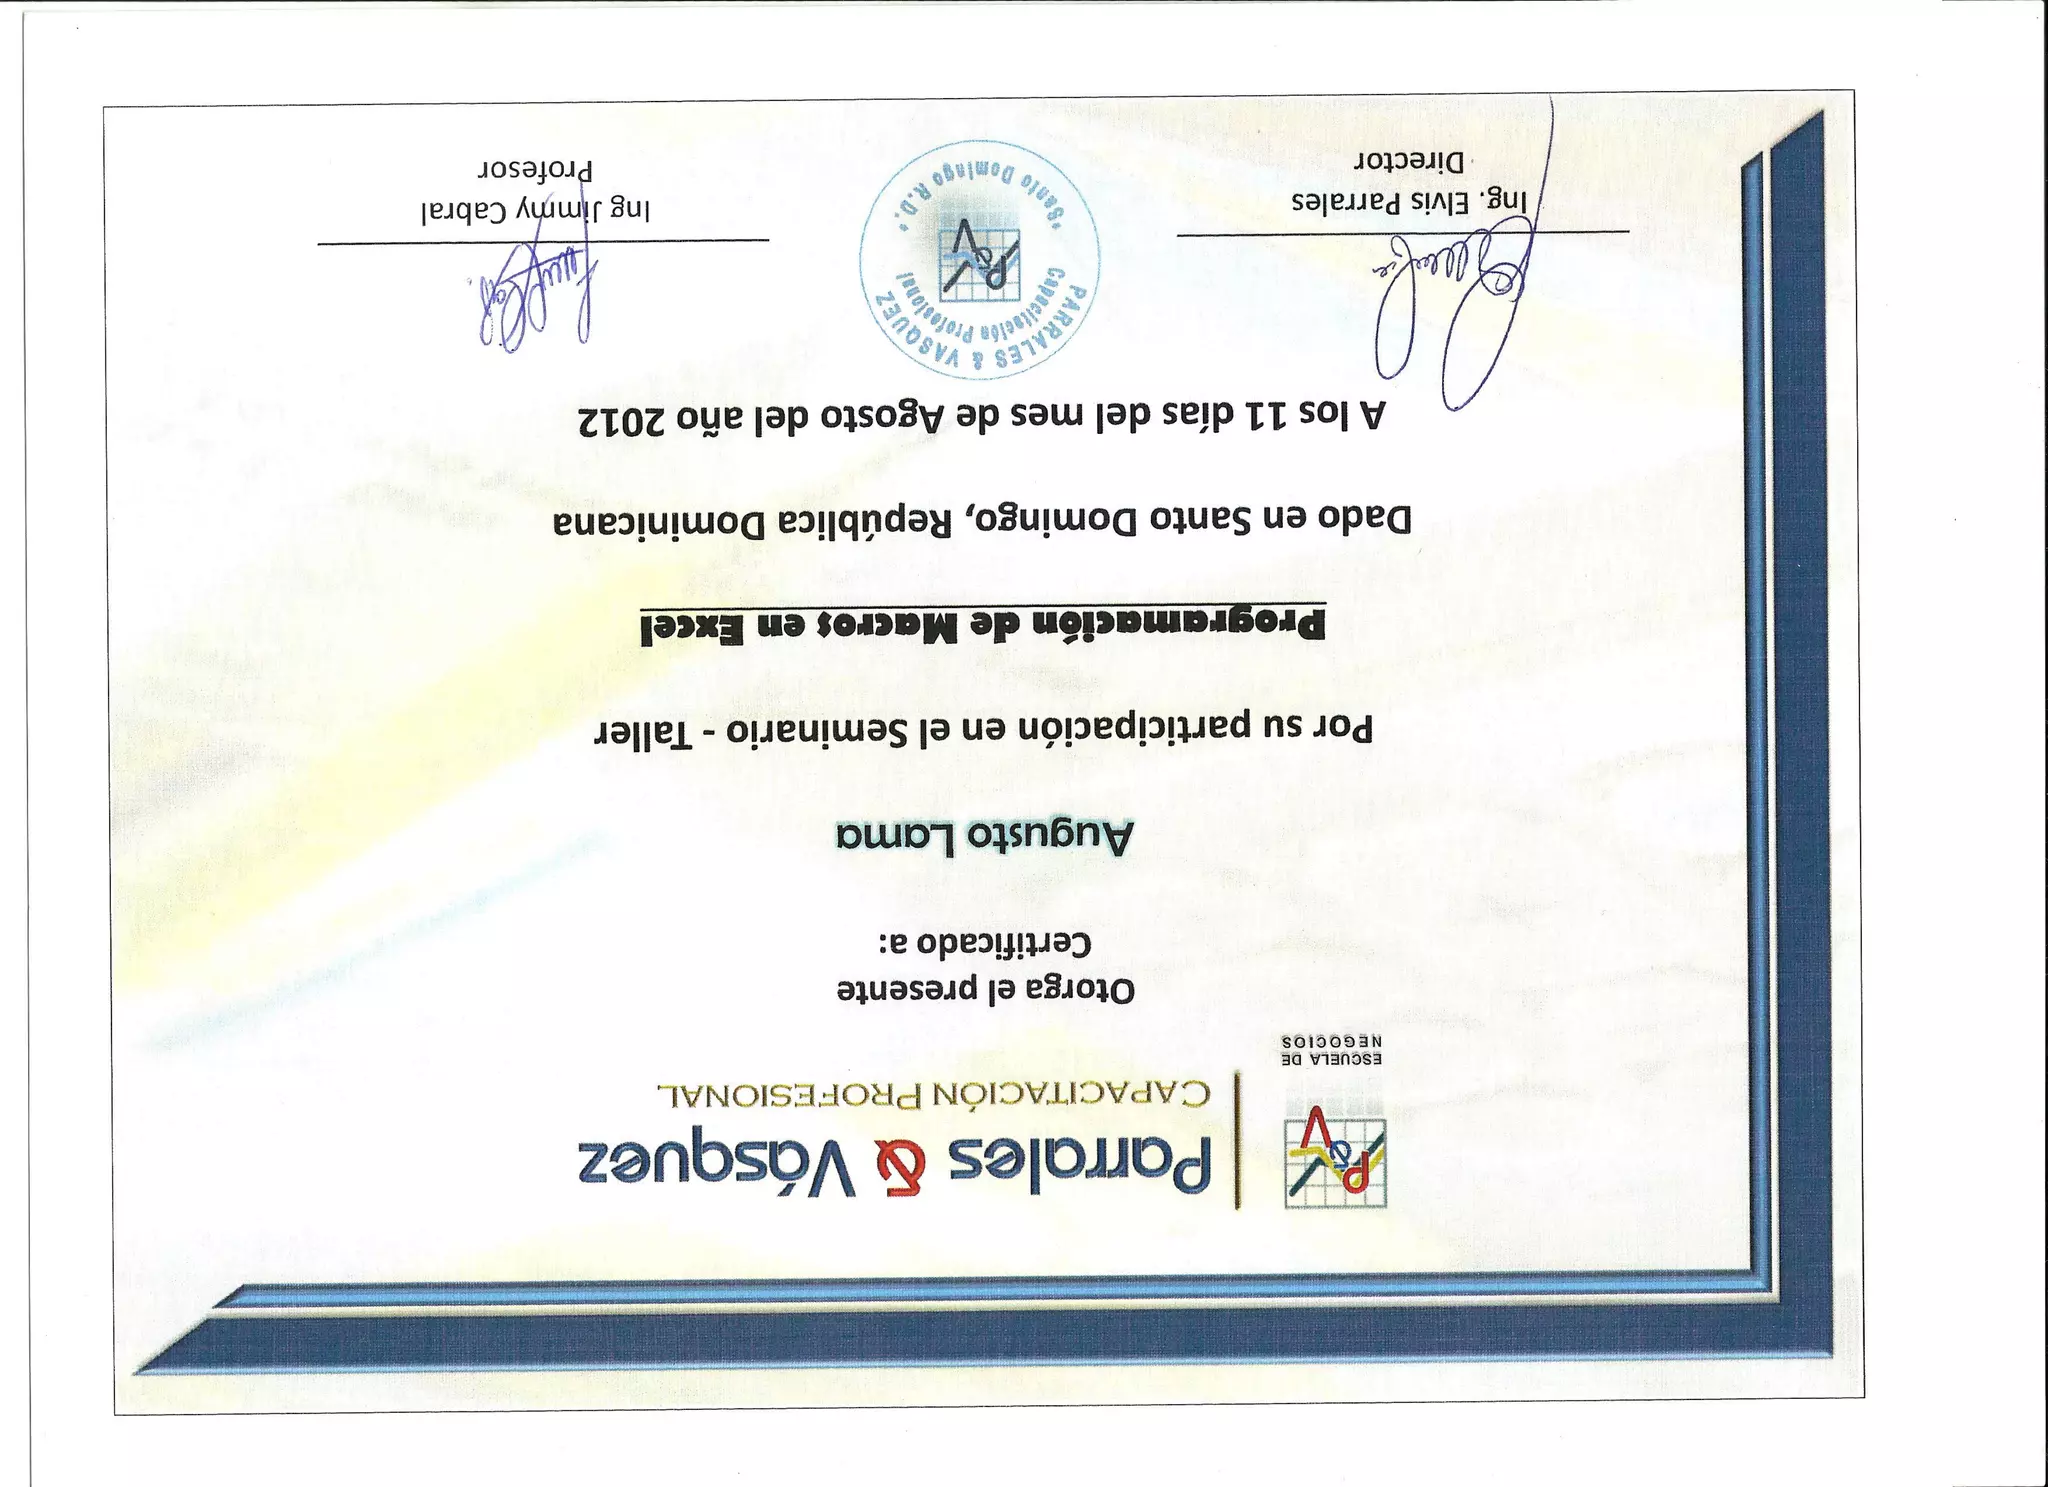 PєV
ESCUELA DE
NEGOCIOS
Parrales & Vásquez
CAPACITACIÓN PROFESIONAL
Otorga el presente
Certificado a:
Augusto Lama
Por su participación en el Seminario - Taller
Programación de Macros en Excel
Dado en Santo Domingo, República Dominicana
A los 11 días del mes de Agosto del año 2012
Ing. Elvis Parrales
Director
PARRALES & VASQUEZ
Capacitación Profesional
PєV
*Santo Domingo R.D.*
Ing Jimmy Cabral
Profesor